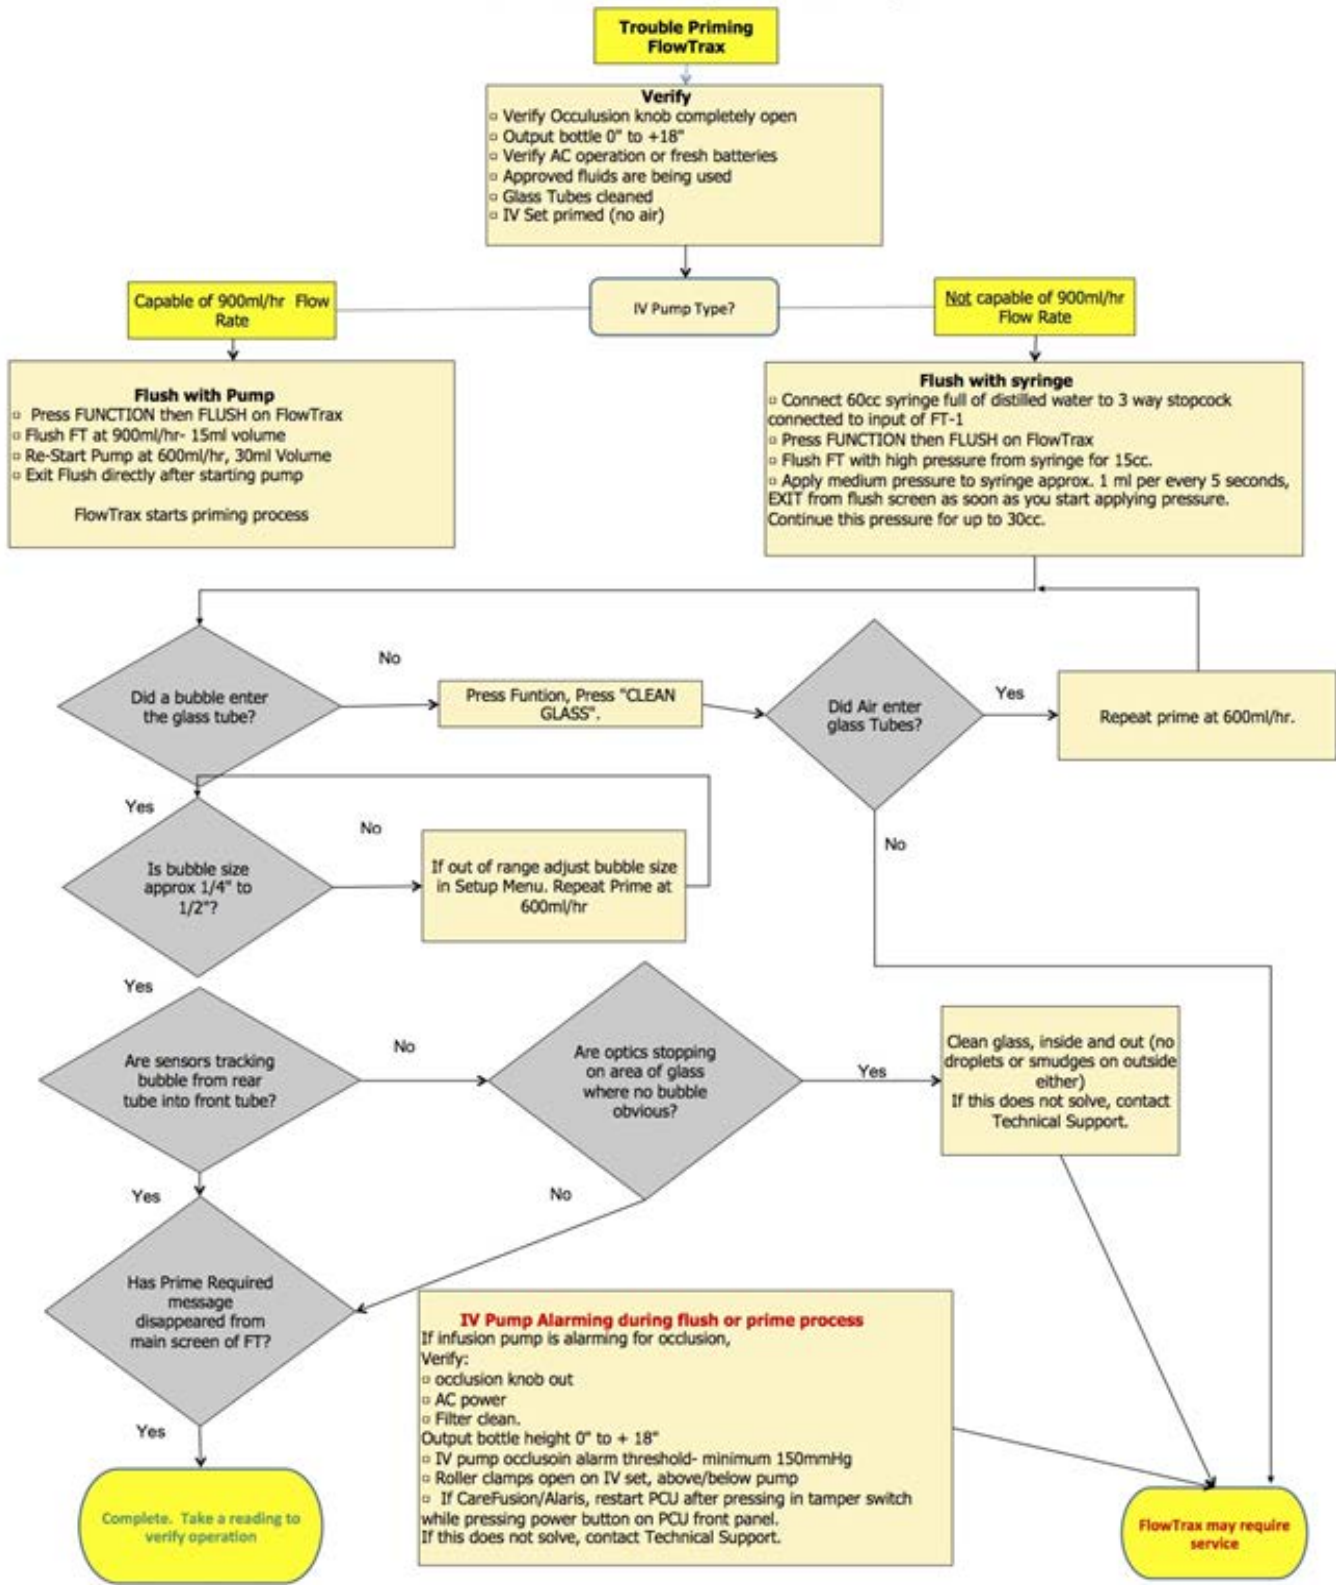 Trouble Priming
FlowTrax
Verify
▫ Verify Occulusion knob completely open
▫ Output bottle 0" to +18"
▫ Verify AC operation or fresh batteries
▫ Approved fluids are being used
▫ Glass Tubes cleaned
▫ IV Set primed (no air)
IV Pump Type?
Capable of 900ml/hr Flow
Rate
Not capable of 900ml/hr
Flow Rate
Flush with Pump
▫ Press FUNCTION then FLUSH on FlowTrax
▫ Flush FT at 900ml/hr- 15ml volume
▫ Re-Start Pump at 600ml/hr, 30ml Volume
▫ Exit Flush directly after starting pump
FlowTrax starts priming process
Flush with syringe
▫ Connect 60cc syringe full of distilled water to 3 way stopcock
connected to input of FT-1
▫ Press FUNCTION then FLUSH on FlowTrax
▫ Flush FT with high pressure from syringe for 15cc.
▫ Apply medium pressure to syringe approx. 1 ml per every 5 seconds,
EXIT from flush screen as soon as you start applying pressure.
Continue this pressure for up to 30cc.
Did a bubble enter
the glass tube?
No
Press Funtion, Press "CLEAN
GLASS".
Did Air enter
glass Tubes?
Yes
Repeat prime at 600ml/hr.
No
Yes
Is bubble size
approx 1/4" to
1/2"?
No
If out of range adjust bubble size
in Setup Menu. Repeat Prime at
600ml/hr
Yes
Are sensors tracking
bubble from rear
tube into front tube?
No
Are optics stopping
on area of glass
where no bubble
obvious?
Yes
Clean glass, inside and out (no
droplets or smudges on outside
either)
If this does not solve, contact
Technical Support.
Yes
No
Has Prime Required
message
disappeared from
main screen of FT?
Yes
Complete. Take a reading to
verify operation
IV Pump Alarming during flush or prime process
If infusion pump is alarming for occlusion,
Verify:
▫ occlusion knob out
▫ AC power
▫ Filter clean.
Output bottle height 0" to + 18"
▫ IV pump occlusoin alarm threshold- minimum 150mmHg
▫ Roller clamps open on IV set, above/below pump
▫ If CareFusion/Alaris, restart PCU after pressing in tamper switch
while pressing power button on PCU front panel.
If this does not solve, contact Technical Support.
FlowTrax may require
service